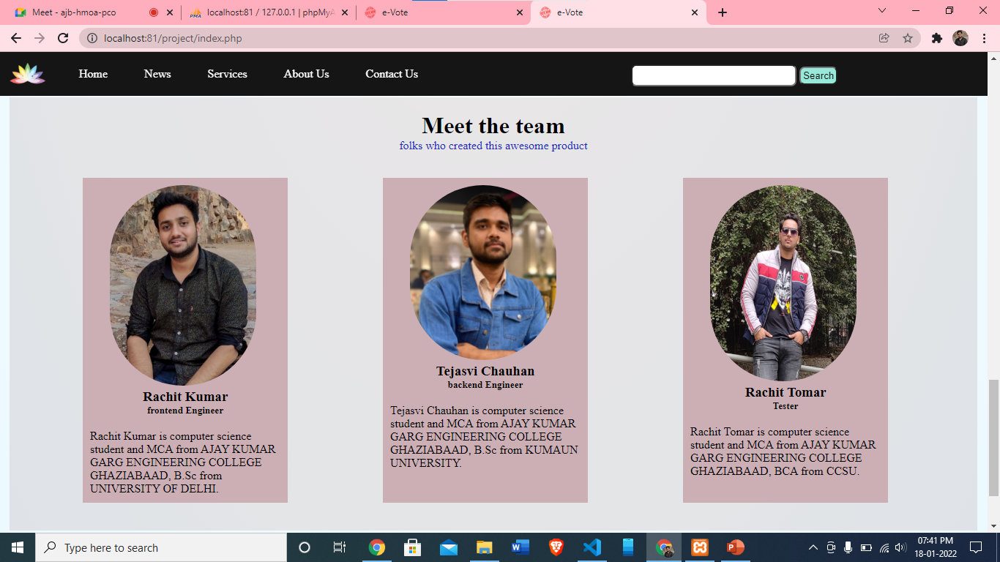 Meet - ajb-hmoa-pco
localhost:81 / 127.0.0.1 | phpMyA
e-Vote
e-Vote
localhost:81/project/index.php
Home
News
Services
About Us
Contact Us
Search
Meet the team
folks who created this awesome product
Rachit Kumar
frontend Engineer
Rachit Kumar is computer science
student and MCA from AJAY KUMAR
GARG ENGINEERING COLLEGE
GHAZIABAAD, B.Sc from
UNIVERSITY OF DELHI.
Tejasvi Chauhan
backend Engineer
Tejasvi Chauhan is computer science
student and MCA from AJAY KUMAR
GARG ENGINEERING COLLEGE
GHAZIABAAD, B.Sc from KUMAUN
UNIVERSITY.
Rachit Tomar
Tester
Rachit Tomar is computer science
student and MCA from AJAY KUMAR
GARG ENGINEERING COLLEGE
GHAZIABAAD, BCA from CCSU.
Type here to search
07:41 PM
18-01-2022